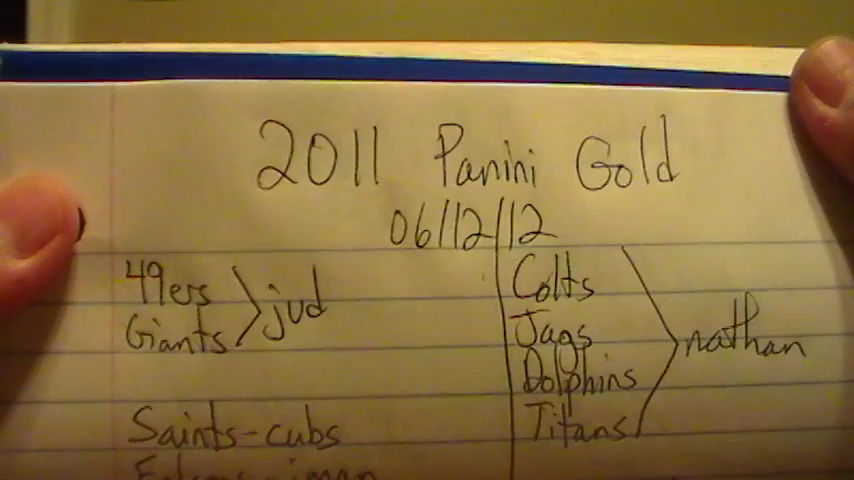 2011 Panini Gold
06/12/12
49ers
Giants > jud
Saints-cubs
Colts
Jags
Dolphins
Titans
nathan